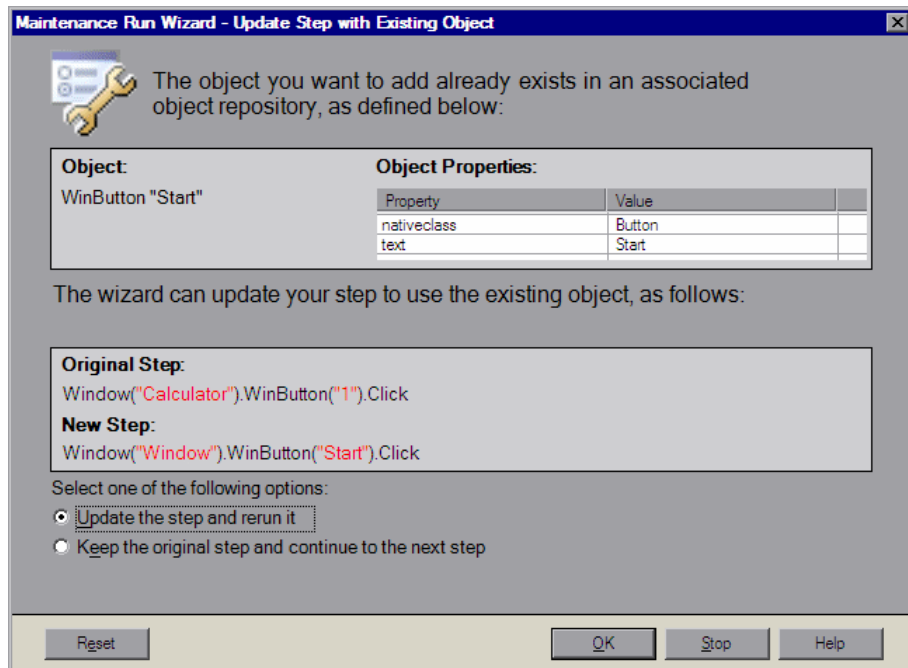 Maintenance Run Wizard - Update Step with Existing Object
The object you want to add already exists in an associated
object repository, as defined below:
Object:
Object Properties:
WinButton "Start"
Property Value
nativeclass Button
text Start
The wizard can update your step to use the existing object, as follows:
Original Step:
Window("Calculator").WinButton("1").Click
New Step:
Window("Window").WinButton("Start").Click
Select one of the following options:
Update the step and rerun it
Keep the original step and continue to the next step
Reset OK Stop Help